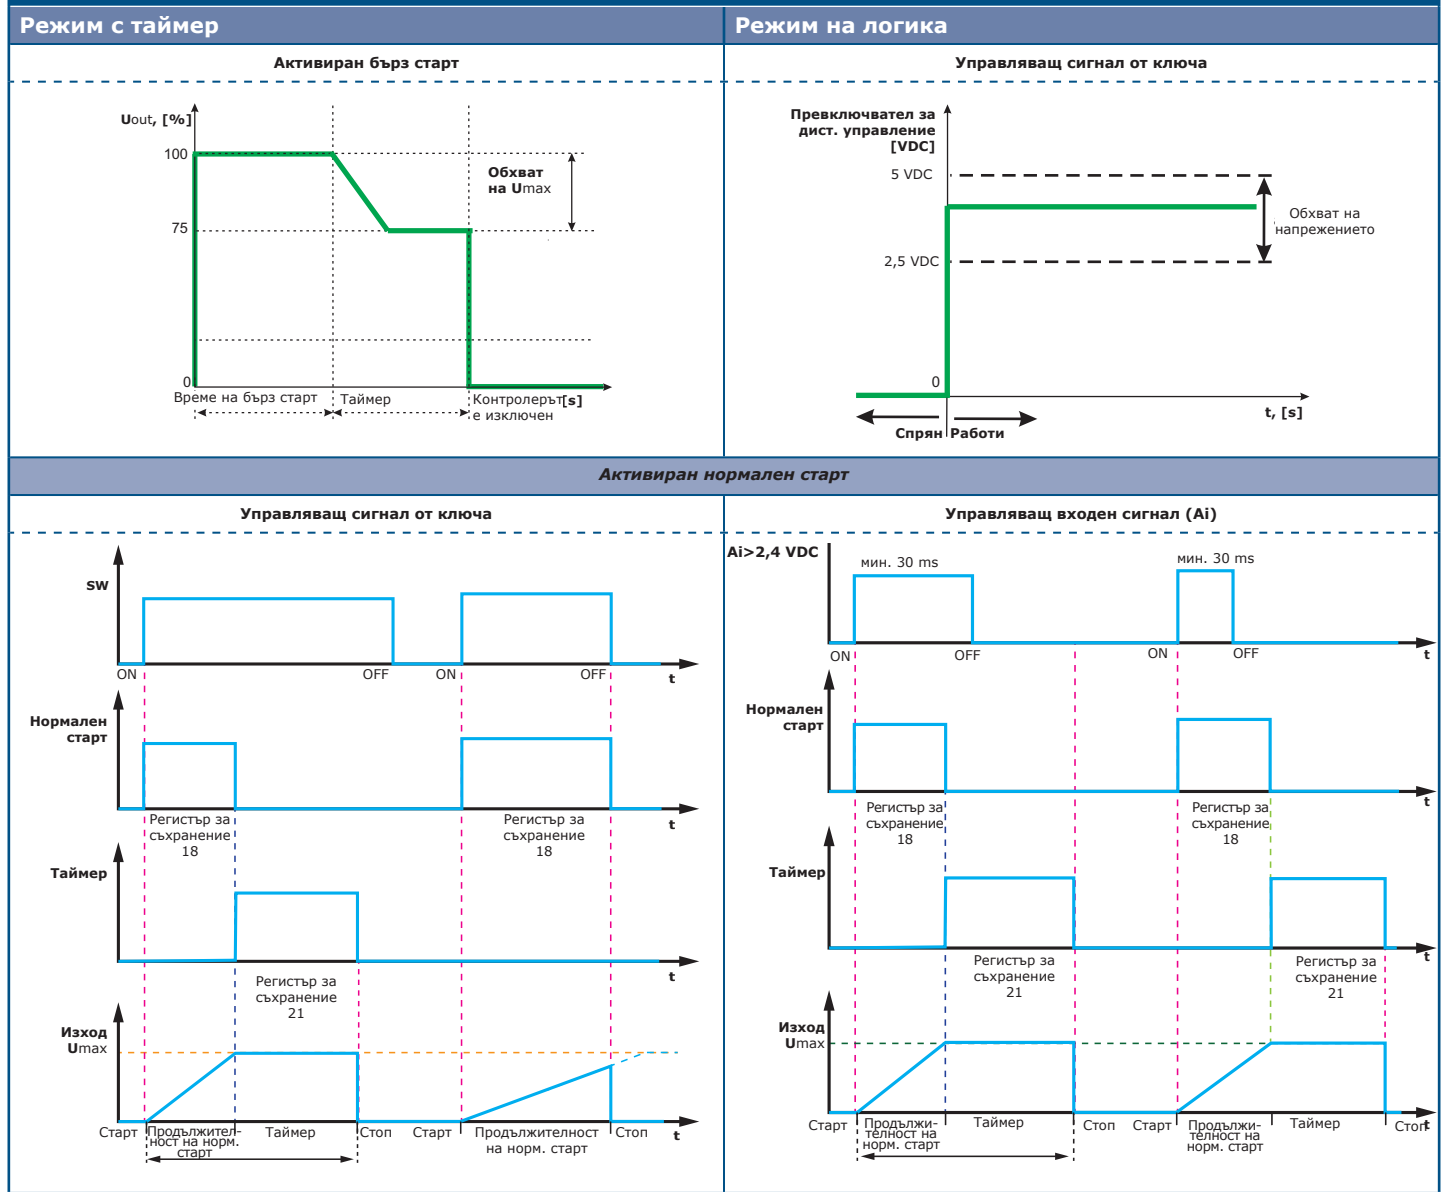 Режим с таймер
Режим на логика
Активиран бърз старт
Управляващ сигнал от ключа
Uout, [%]
100
75
0
Обхват
на Umax
Време на бърз старт
Таймер
Контролерът
е изключен
[s]
Превключвател за
дист. управление
[VDC]
5 VDC
2,5 VDC
0
Обхват на
напрежението
t, [s]
Спрян
Работи
Активиран нормален старт
Управляващ сигнал от ключа
SW
ON
OFF
ON
OFF
t
Нормален
старт
Регистър за
съхранение
18
Регистър за
съхранение
18
t
Таймер
t
Регистър за
съхранение
21
Изход
Umax
Старт
Продължител-
ност на норм.
старт
Таймер
Стоп
Старт
Продължителност
на норм. старт
Стоп
t
Управляващ входен сигнал (Ai)
Ai>2,4 VDC
мин. 30 ms
мин. 30 ms
ON
OFF
ON
OFF
t
Нормален
старт
Регистър за
съхранение
18
Регистър за
съхранение
18
t
Таймер
t
Регистър за
съхранение
21
Регистър за
съхранение
21
Изход
Umax
Старт
Продължи-
телност на
норм. старт
Таймер
Стоп
Старт
Продължи-
телност на
норм. старт
Таймер
Стоп
t